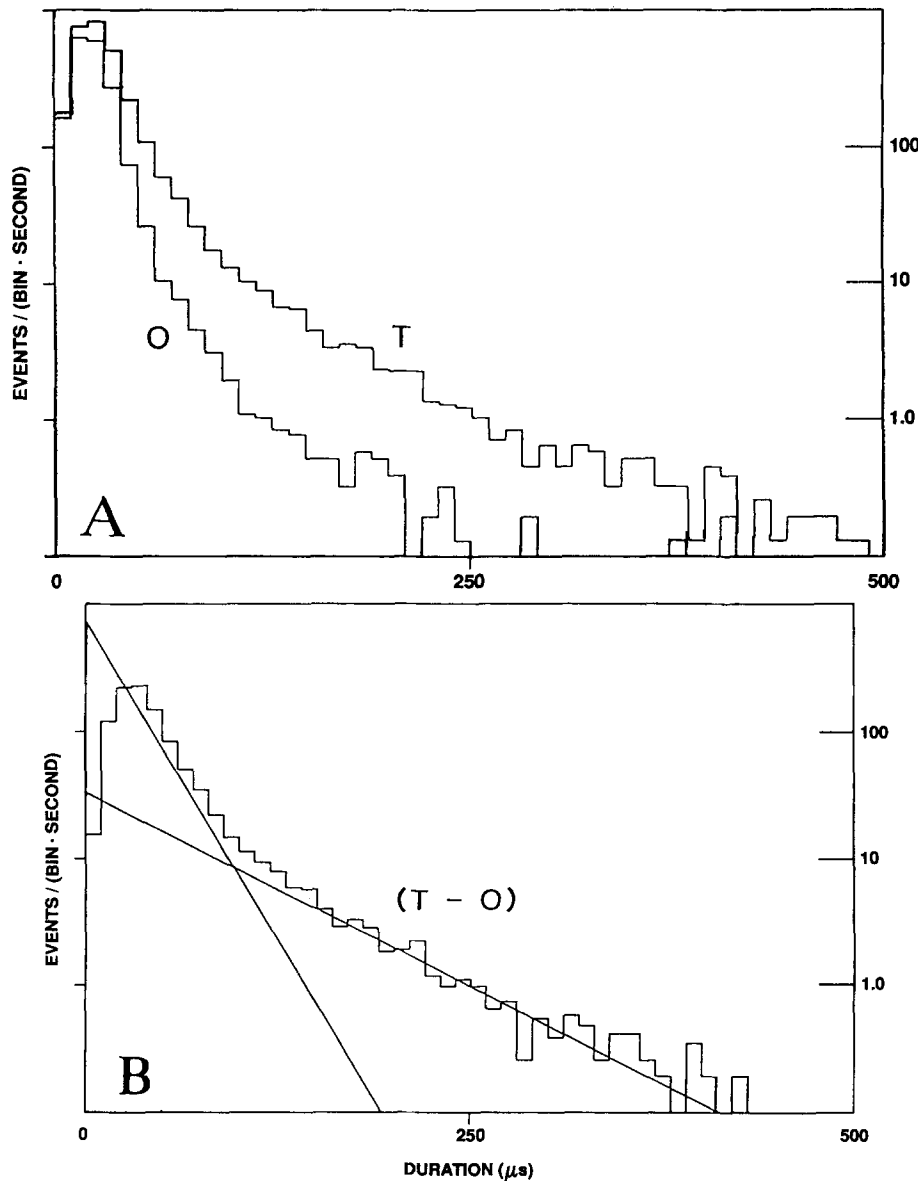 EVENTS / (BIN · SECOND)
100
10
1.0
O
T
A
0
250
500
EVENTS / (BIN · SECOND)
100
10
1.0
(T - O)
B
0
250
500
DURATION (μs)